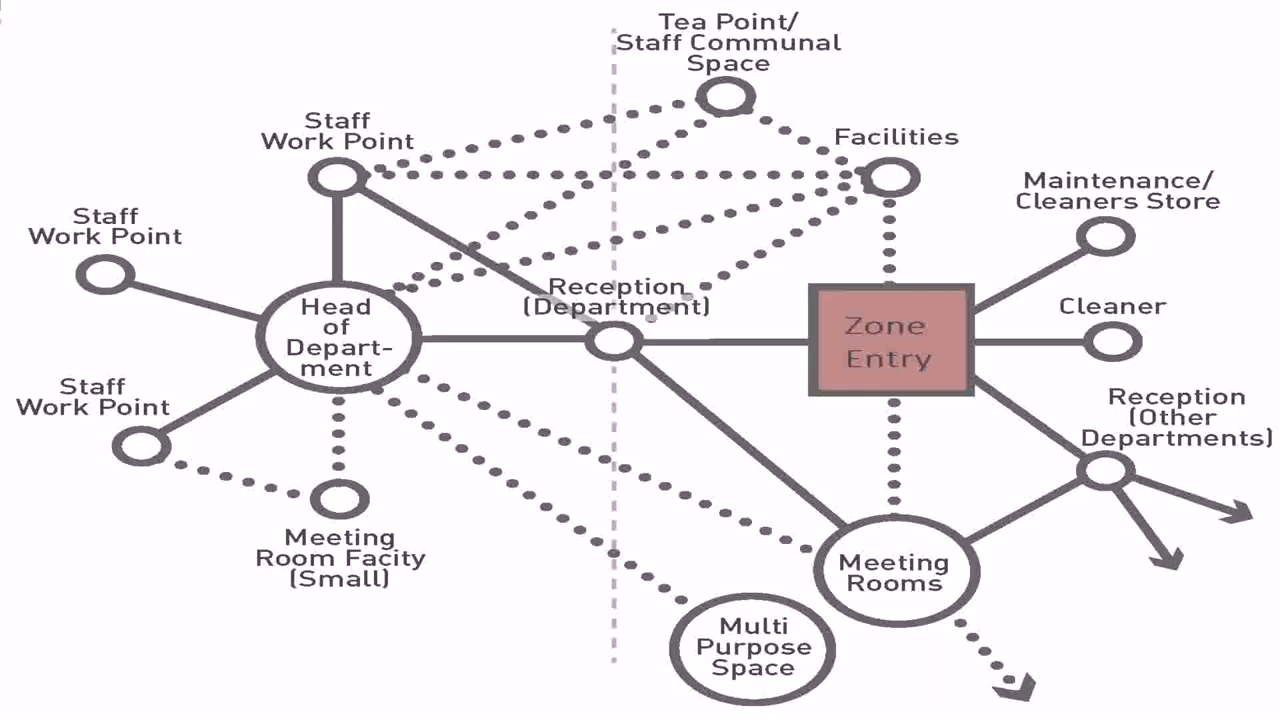 Tea Point/
Staff Communal
Space
Staff
Work Point
Facilities
Maintenance/
Cleaners Store
Staff
Work Point
Reception
(Department)
Head
of
Depart-
ment
Zone
Entry
Cleaner
Staff
Work Point
Reception
(Other
Departments)
Meeting
Room Facity
(Small)
Meeting
Rooms
Multi
Purpose
Space